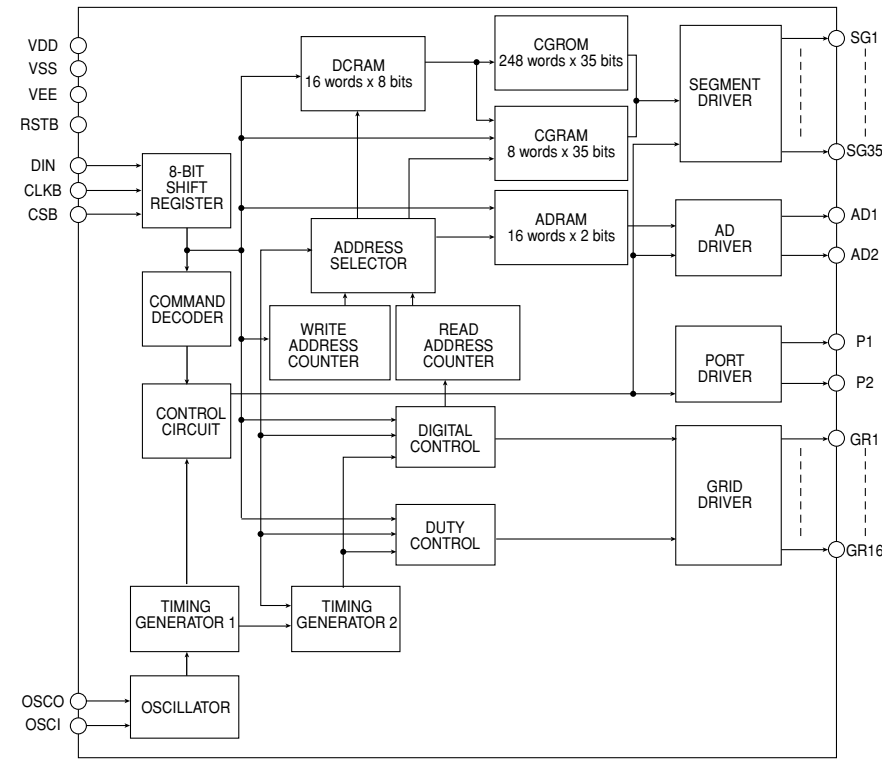 VDD
VSS
VEE
RSTB
DIN
CLKB
CSB
OSCO
OSCI
8-BIT
SHIFT
REGISTER
COMMAND
DECODER
CONTROL
CIRCUIT
TIMING
GENERATOR 1
OSCILLATOR
DCRAM
16 words x 8 bits
ADDRESS
SELECTOR
WRITE
ADDRESS
COUNTER
READ
ADDRESS
COUNTER
DIGITAL
CONTROL
DUTY
CONTROL
TIMING
GENERATOR 2
CGROM
248 words x 35 bits
CGRAM
8 words x 35 bits
ADRAM
16 words x 2 bits
SEGMENT
DRIVER
AD
DRIVER
PORT
DRIVER
GRID
DRIVER
SG1
SG35
AD1
AD2
P1
P2
GR1
GR16